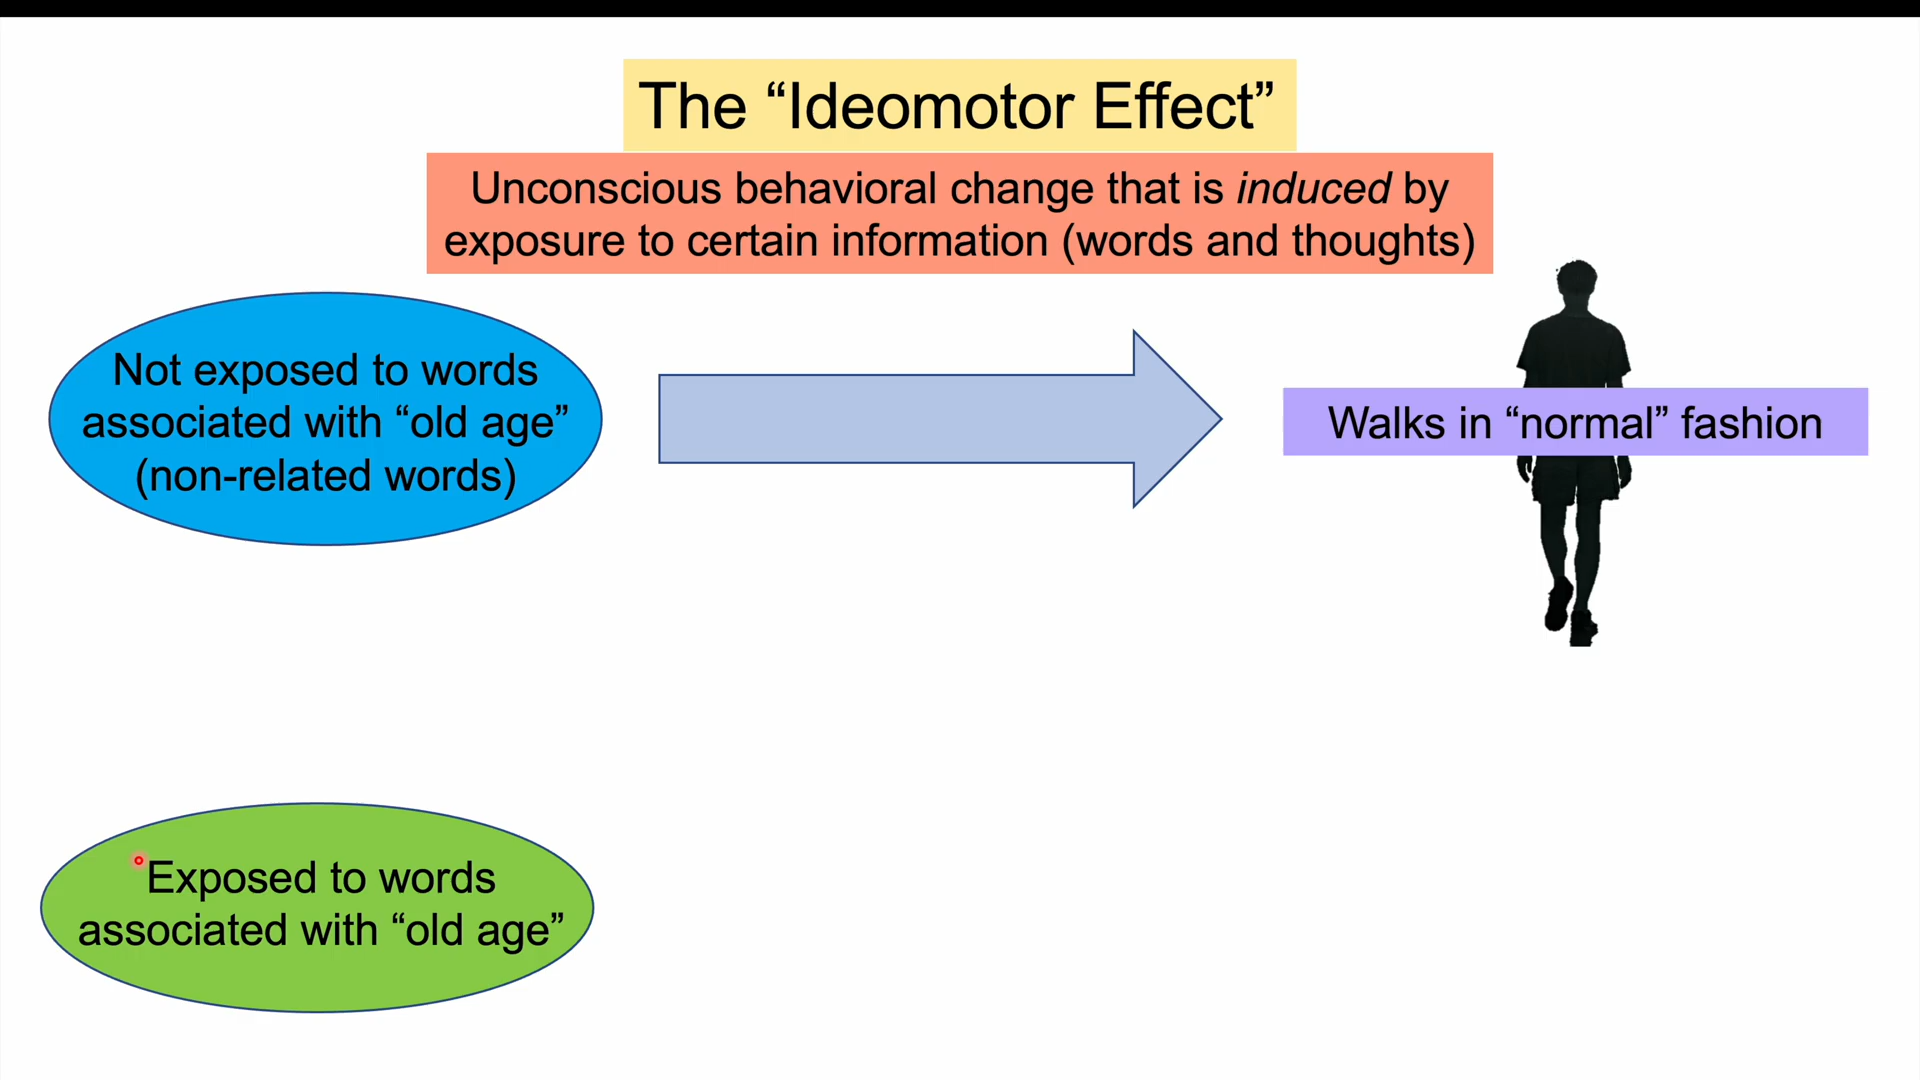 The “Ideomotor Effect”
Unconscious behavioral change that is induced by
exposure to certain information (words and thoughts)
Not exposed to words
associated with “old age”
(non-related words)
Walks in “normal” fashion
Exposed to words
associated with “old age”